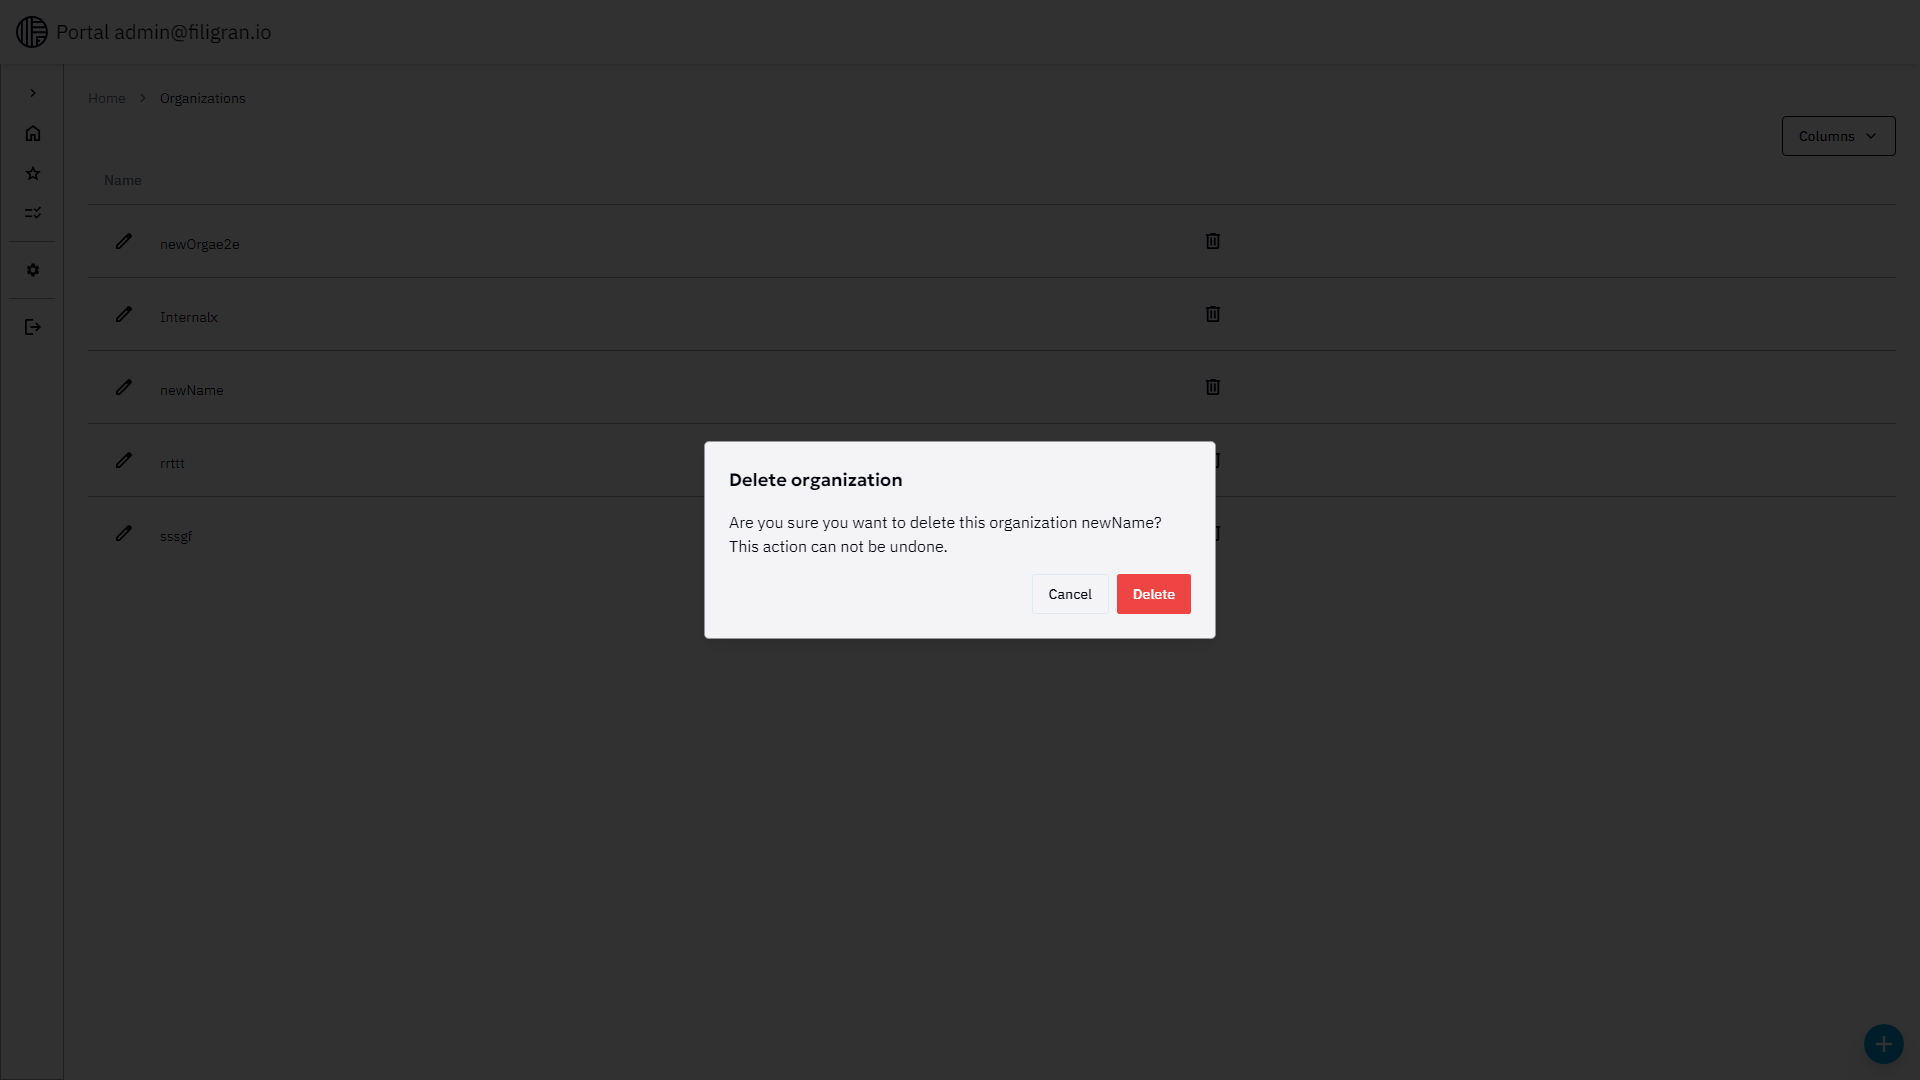 Portal admin@filigran.io
Home > Organizations
Columns
Name
newOrgae2e
Internalx
newName
rrttt
sssgf
Delete organization
Are you sure you want to delete this organization newName?
This action can not be undone.
Cancel
Delete